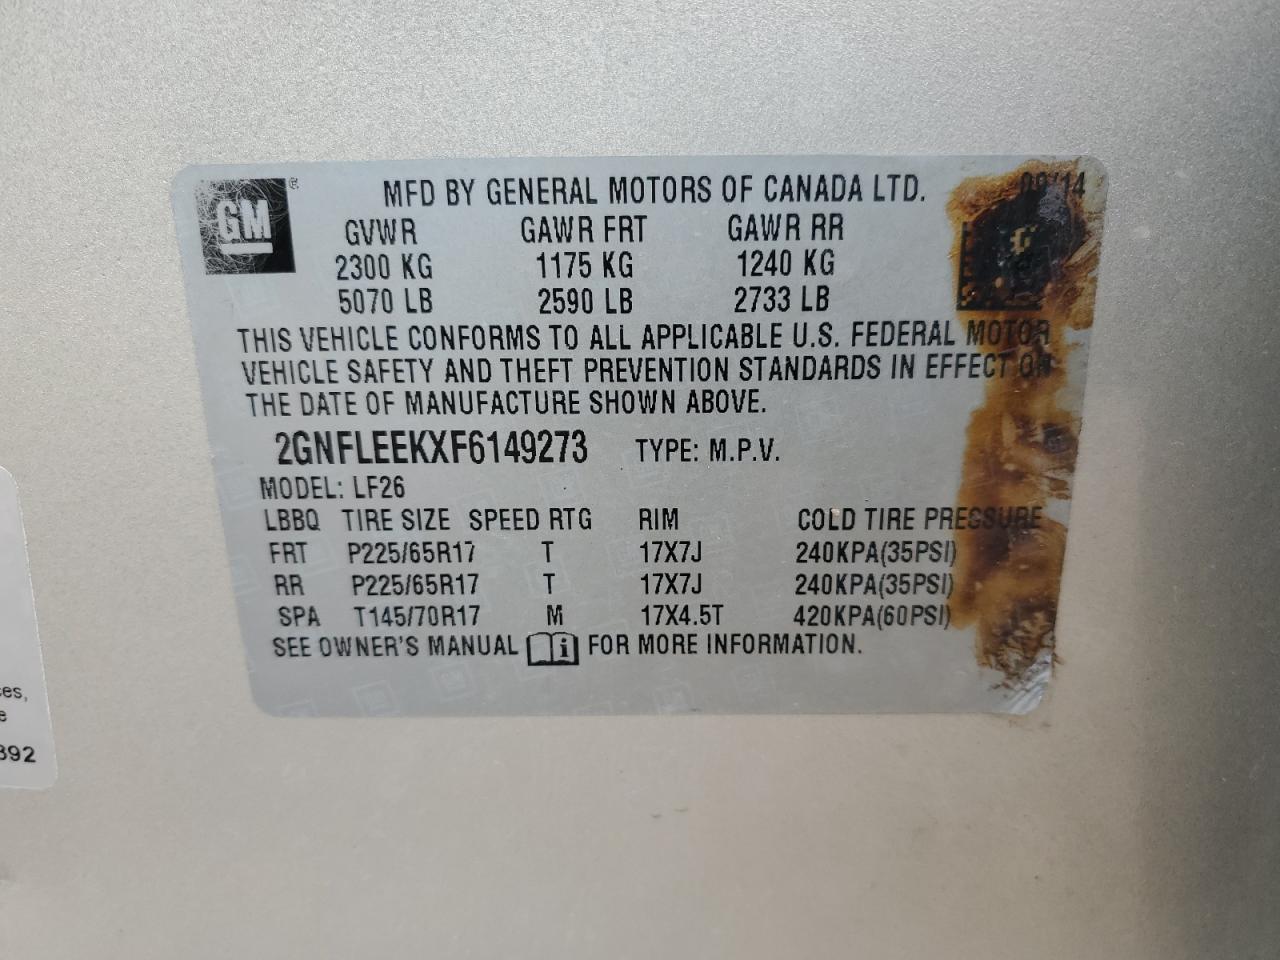 GM ®
MFD BY GENERAL MOTORS OF CANADA LTD.
GVWR GAWR FRT GAWR RR
2300 KG 1175 KG 1240 KG
5070 LB 2590 LB 2733 LB
THIS VEHICLE CONFORMS TO ALL APPLICABLE U.S. FEDERAL MOTOR
VEHICLE SAFETY AND THEFT PREVENTION STANDARDS IN EFFECT ON
THE DATE OF MANUFACTURE SHOWN ABOVE.
2GNFLEEKXF6149273 TYPE: M.P.V.
MODEL: LF26
LBBQ TIRE SIZE SPEED RTG RIM COLD TIRE PRESSURE
FRT P225/65R17 T 17X7J 240KPA(35PSI)
RR P225/65R17 T 17X7J 240KPA(35PSI)
SPA T145/70R17 M 17X4.5T 420KPA(60PSI)
SEE OWNER'S MANUAL i FOR MORE INFORMATION.